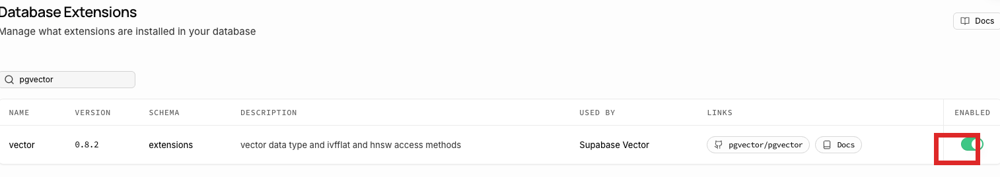 Database Extensions
Manage what extensions are installed in your database
Docs
pgvector
NAME VERSION SCHEMA DESCRIPTION USED BY LINKS ENABLED
vector 0.8.2 extensions vector data type and ivfflat and hnsw access methods Supabase Vector pgvector/pgvector Docs